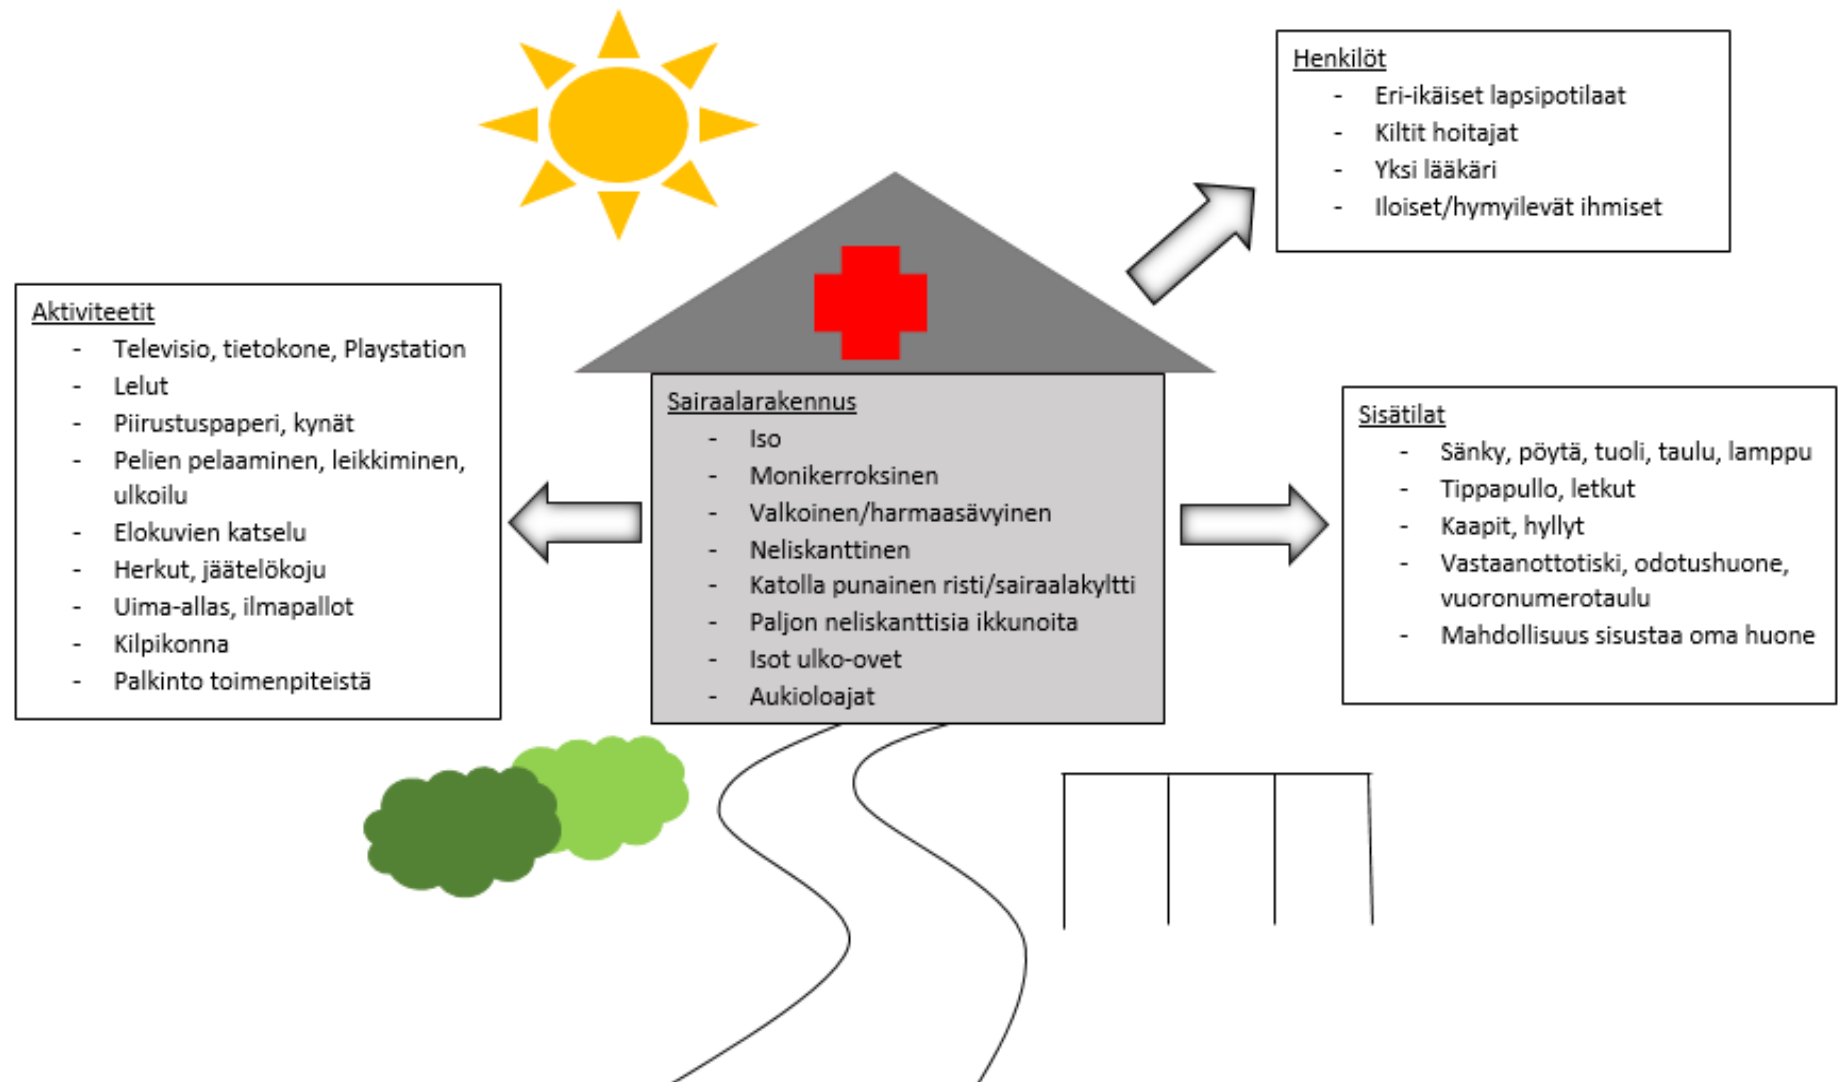 Henkilöt
- Eri-ikäiset lapsipotilaat
- Kiltit hoitajat
- Yksi lääkäri
- Iloiset/hymyilevät ihmiset
Aktiviteetit
- Televisio, tietokone, Playstation
- Lelut
- Piirustuspaperi, kynät
- Pelien pelaaminen, leikkiminen,
ulkoilu
- Elokuvien katselu
- Herkut, jäätelökoju
- Uima-allas, ilmapallot
- Kilpikonna
- Palkinto toimenpiteistä
Sairaalarakennus
- Iso
- Monikerroksinen
- Valkoinen/harmaasävyinen
- Neliskanttinen
- Katolla punainen risti/sairaalakyltti
- Paljon neliskanttisia ikkunoita
- Isot ulko-ovet
- Aukioloajat
Sisätilat
- Sänky, pöytä, tuoli, taulu, lamppu
- Tippapullo, letkut
- Kaapit, hyllyt
- Vastaanottotiski, odotushuone,
vuoronumerotaulu
- Mahdollisuus sisustaa oma huone